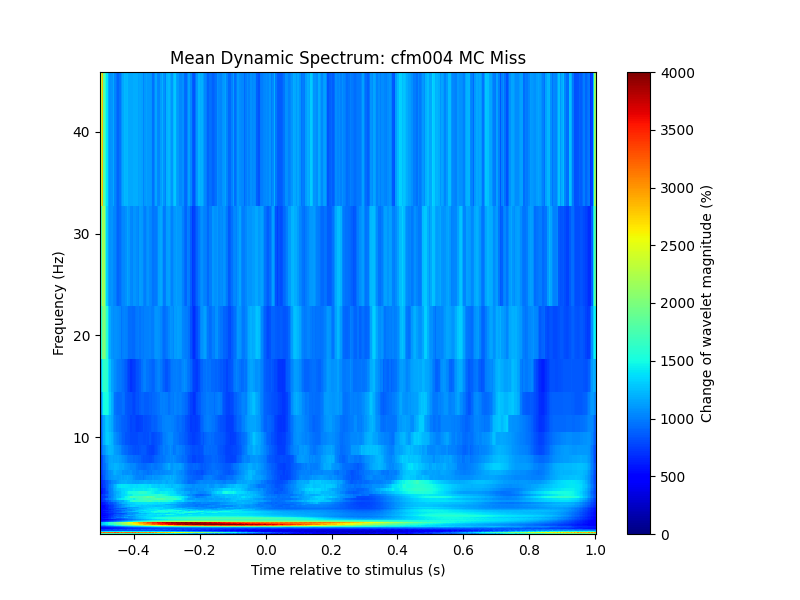 Mean Dynamic Spectrum: cfm004 MC Miss
Frequency (Hz)
40
30
20
10
−0.4 −0.2 0.0 0.2 0.4 0.6 0.8 1.0
Time relative to stimulus (s)
4000
3500
3000
2500
2000
1500
1000
500
0
Change of wavelet magnitude (%)